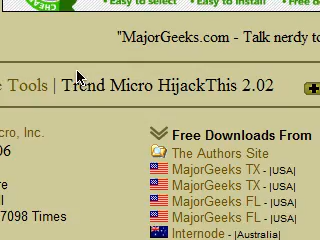 • Easy to select • Easy to install
"MajorGeeks.com - Talk nerdy to
Tools | Trend Micro HijackThis 2.02
cro, Inc.
06
7098 Times
Free Downloads From
The Authors Site
MajorGeeks TX - |USA|
MajorGeeks TX - |USA|
MajorGeeks FL - |USA|
MajorGeeks FL - |USA|
Internode - |Australia|